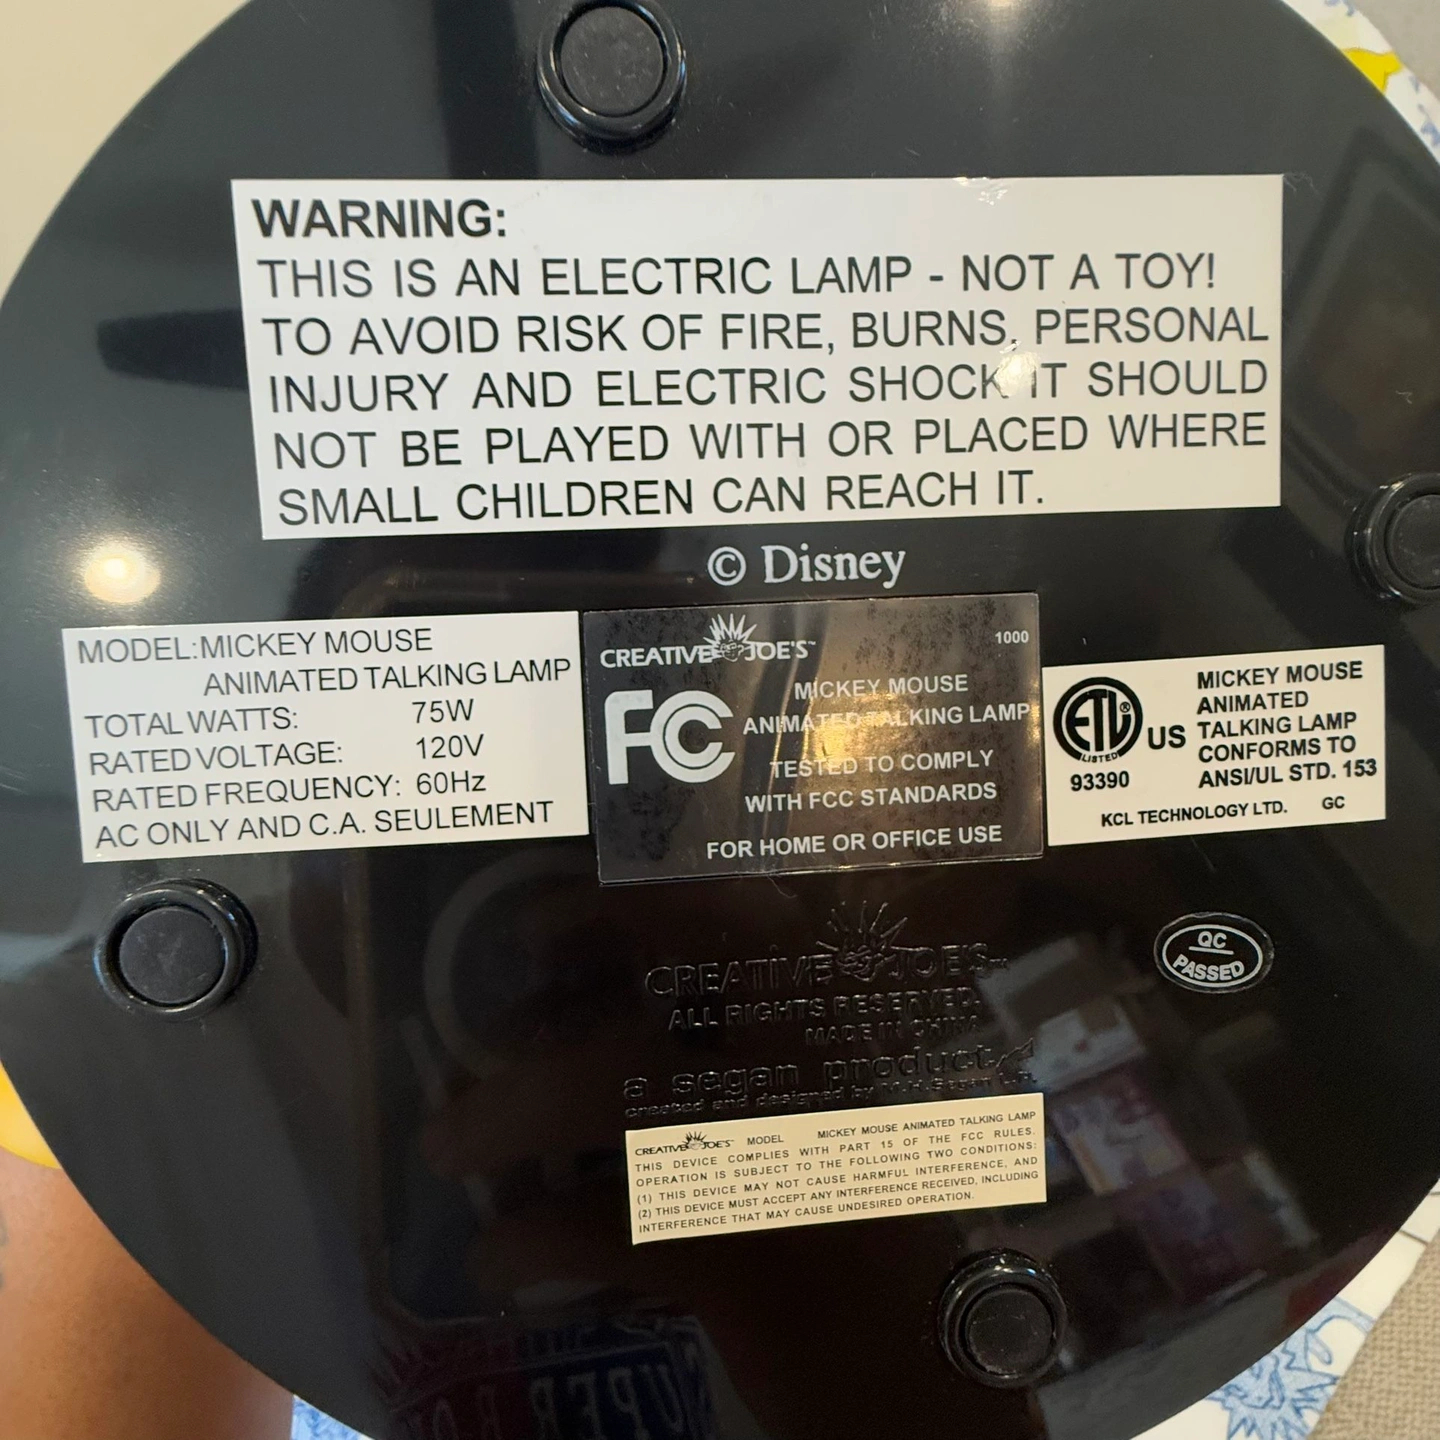 WARNING:
THIS IS AN ELECTRIC LAMP - NOT A TOY!
TO AVOID RISK OF FIRE, BURNS, PERSONAL
INJURY AND ELECTRIC SHOCK IT SHOULD
NOT BE PLAYED WITH OR PLACED WHERE
SMALL CHILDREN CAN REACH IT.
© Disney
MODEL:MICKEY MOUSE
ANIMATED TALKING LAMP
TOTAL WATTS: 75W
RATED VOLTAGE: 120V
RATED FREQUENCY: 60Hz
AC ONLY AND C.A. SEULEMENT
CREATIVE JOE'S™ 1000
FC
MICKEY MOUSE
ANIMATED TALKING LAMP
TESTED TO COMPLY
WITH FCC STANDARDS
FOR HOME OR OFFICE USE
ETL® US
LISTED
93390
MICKEY MOUSE
ANIMATED
TALKING LAMP
CONFORMS TO
ANSI/UL STD. 153
KCL TECHNOLOGY LTD. GC
CREATIVE JOE'S™
ALL RIGHTS RESERVED.
MADE IN CHINA
a segan product
created and designed by M.H.Segan
QC
PASSED
CREATIVE JOE'S™ MODEL MICKEY MOUSE ANIMATED TALKING LAMP
THIS DEVICE COMPLIES WITH PART 15 OF THE FCC RULES.
OPERATION IS SUBJECT TO THE FOLLOWING TWO CONDITIONS:
(1) THIS DEVICE MAY NOT CAUSE HARMFUL INTERFERENCE, AND
(2) THIS DEVICE MUST ACCEPT ANY INTERFERENCE RECEIVED, INCLUDING
INTERFERENCE THAT MAY CAUSE UNDESIRED OPERATION.